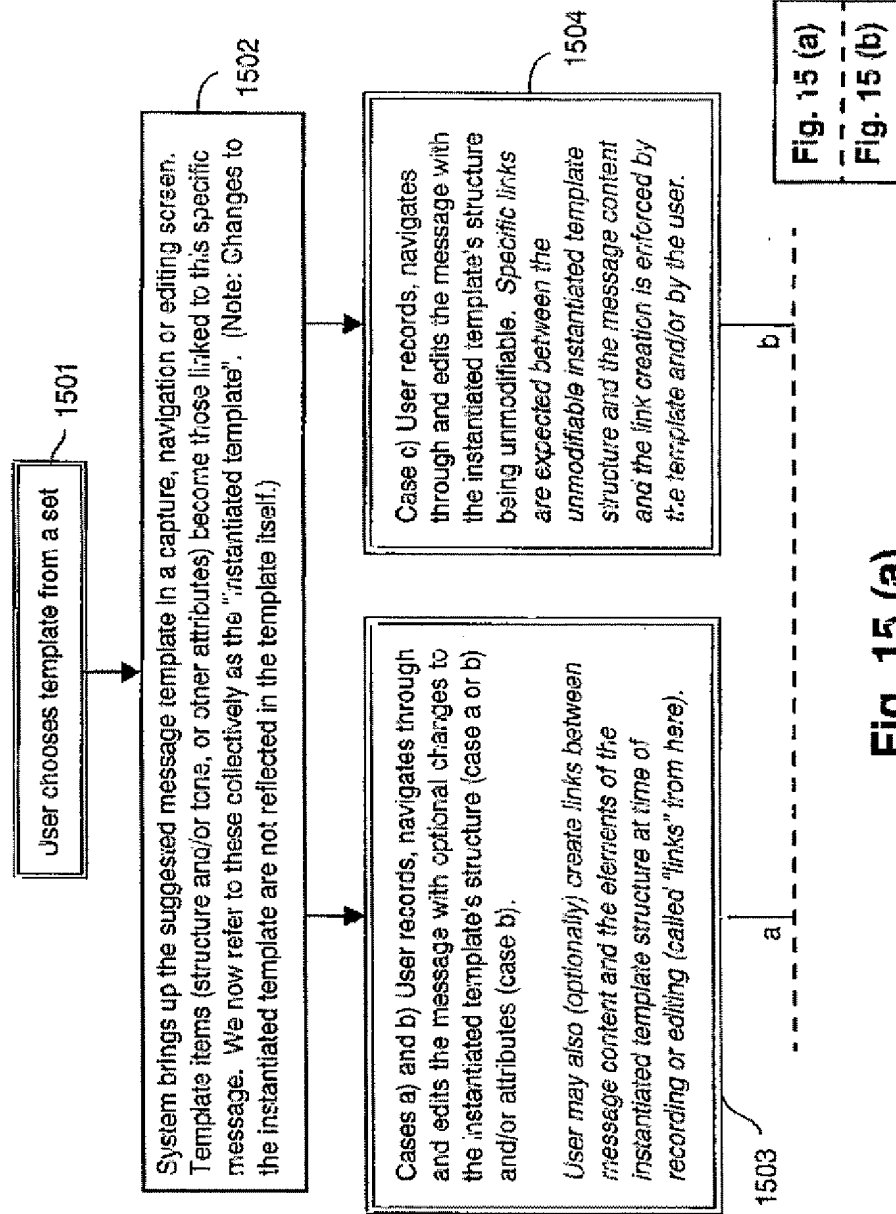 User chooses template from a set
1501
System brings up the suggested message template in a capture, navigation or editing screen.
Template items (structure and/or tone, or other attributes) become those linked to this specific
message. We now refer to these collectively as the "instantiated template". (Note: Changes to
the instantiated template are not reflected in the template itself.)
1502
Cases a) and b) User records, navigates through
and edits the message with optional changes to
the instantiated template's structure (case a or b)
and/or attributes (case b).
User may also (optionally) create links between
message content and the elements of the
instantiated template structure at time of
recording or editing (called "links" from here).
1503
Case c) User records, navigates
through and edits the message with
the instantiated template's structure
being unmodifiable. Specific links
are expected between the
unmodifiable instantiated template
structure and the message content
and the link creation is enforced by
the template and/or by the user.
1504
a
b
Fig. 15 (a)
Fig. 15 (a)
Fig. 15 (b)